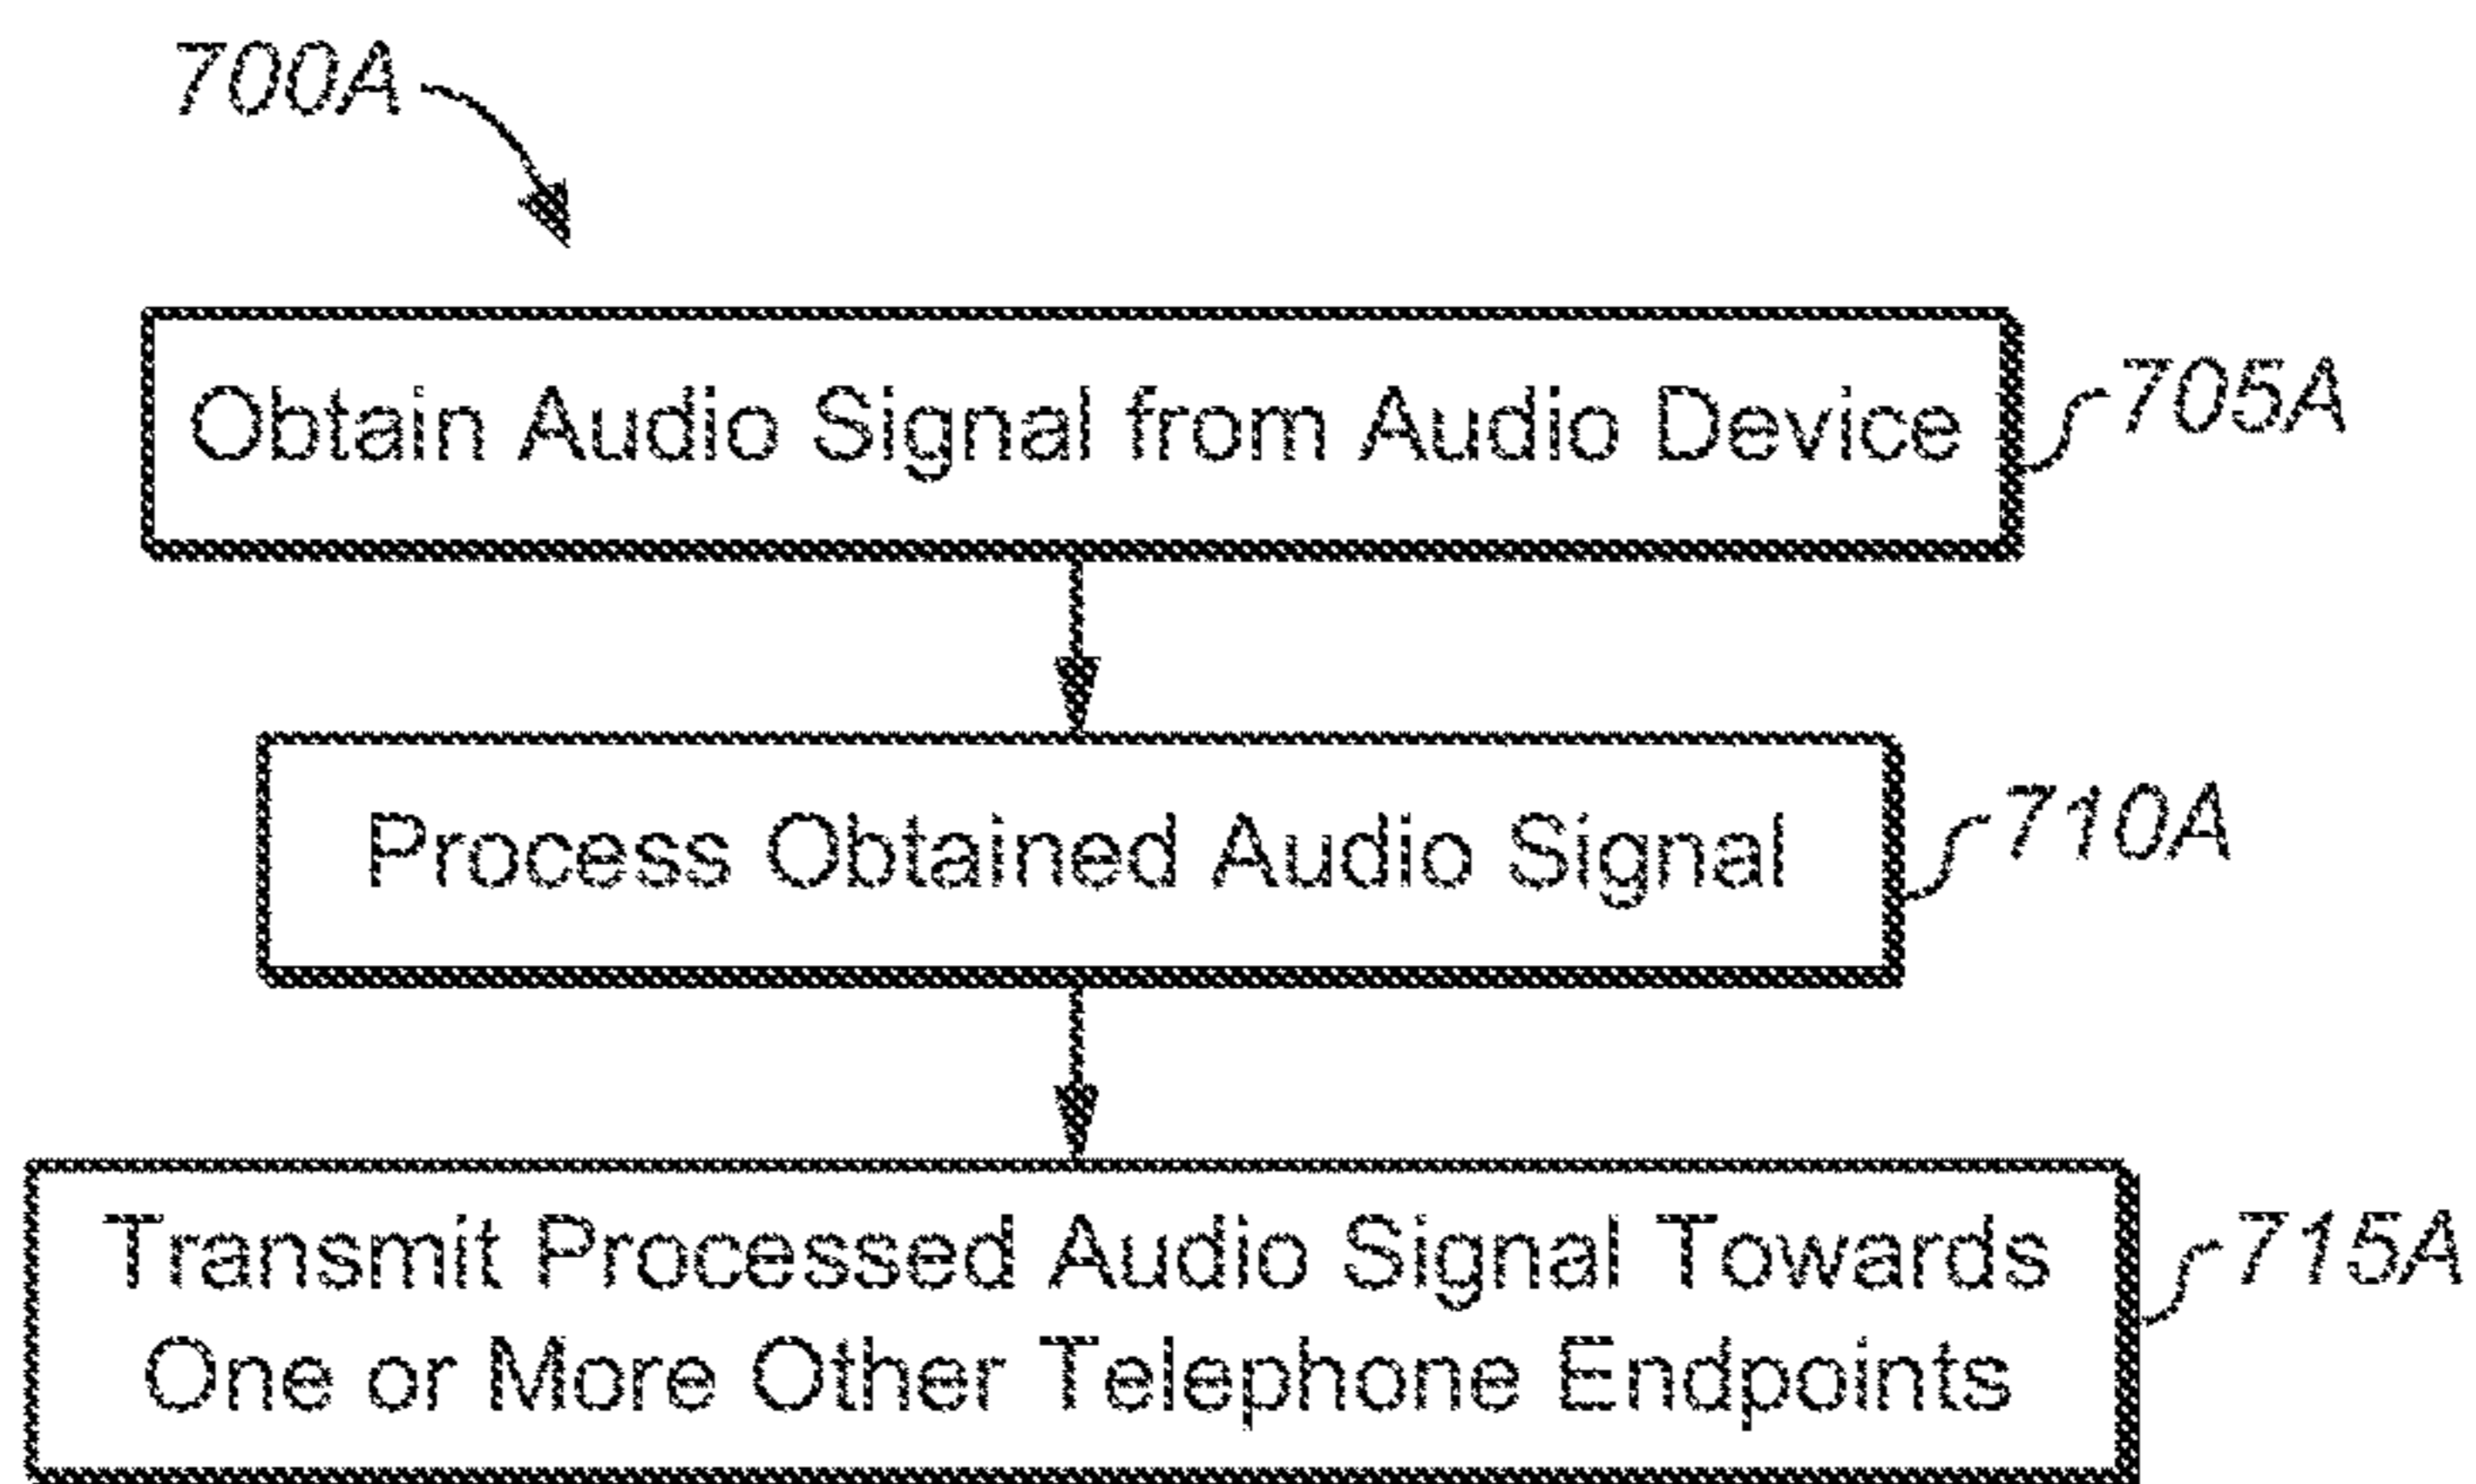 700A
Obtain Audio Signal from Audio Device
705A
Process Obtained Audio Signal
710A
Transmit Processed Audio Signal Towards
One or More Other Telephone Endpoints
715A